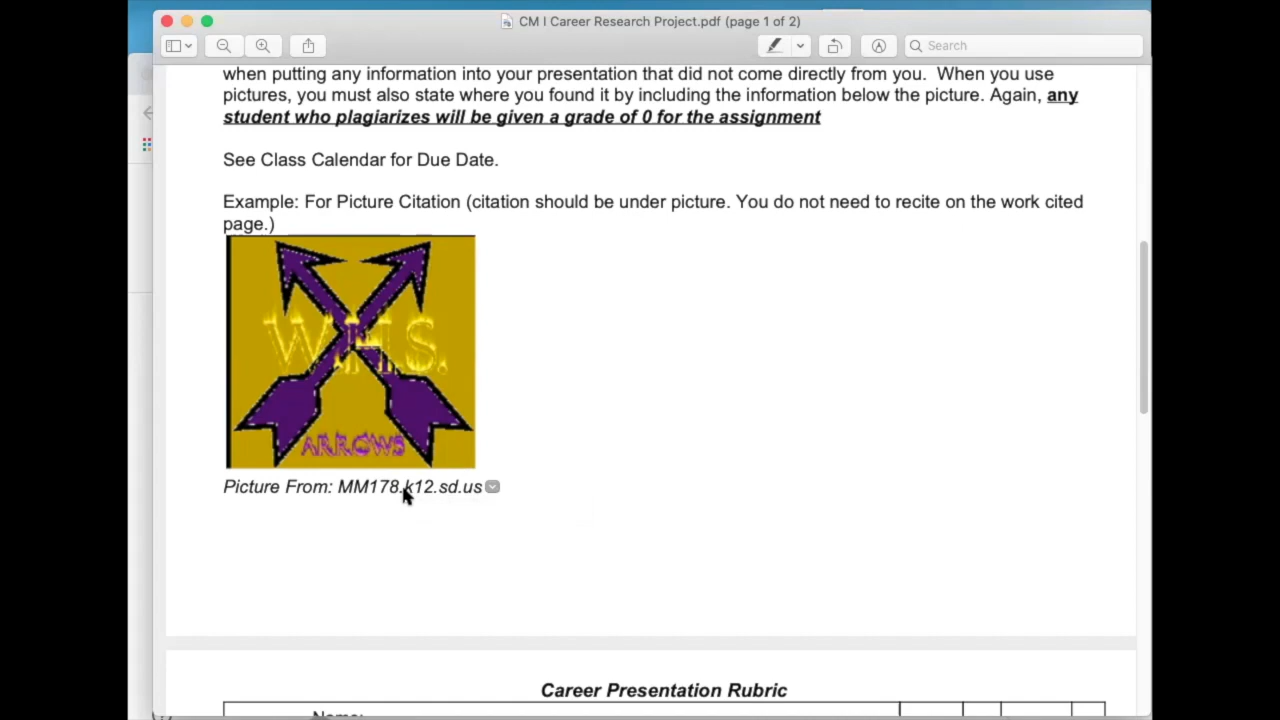 CM I Career Research Project.pdf (page 1 of 2)
Search
when putting any information into your presentation that did not come directly from you.  When you use
pictures, you must also state where you found it by including the information below the picture. Again, any
student who plagiarizes will be given a grade of 0 for the assignment
See Class Calendar for Due Date.
Example: For Picture Citation (citation should be under picture. You do not need to recite on the work cited
page.)
W.H.S.
ARROWS
Picture From: MM178.k12.sd.us
Career Presentation Rubric
Name: